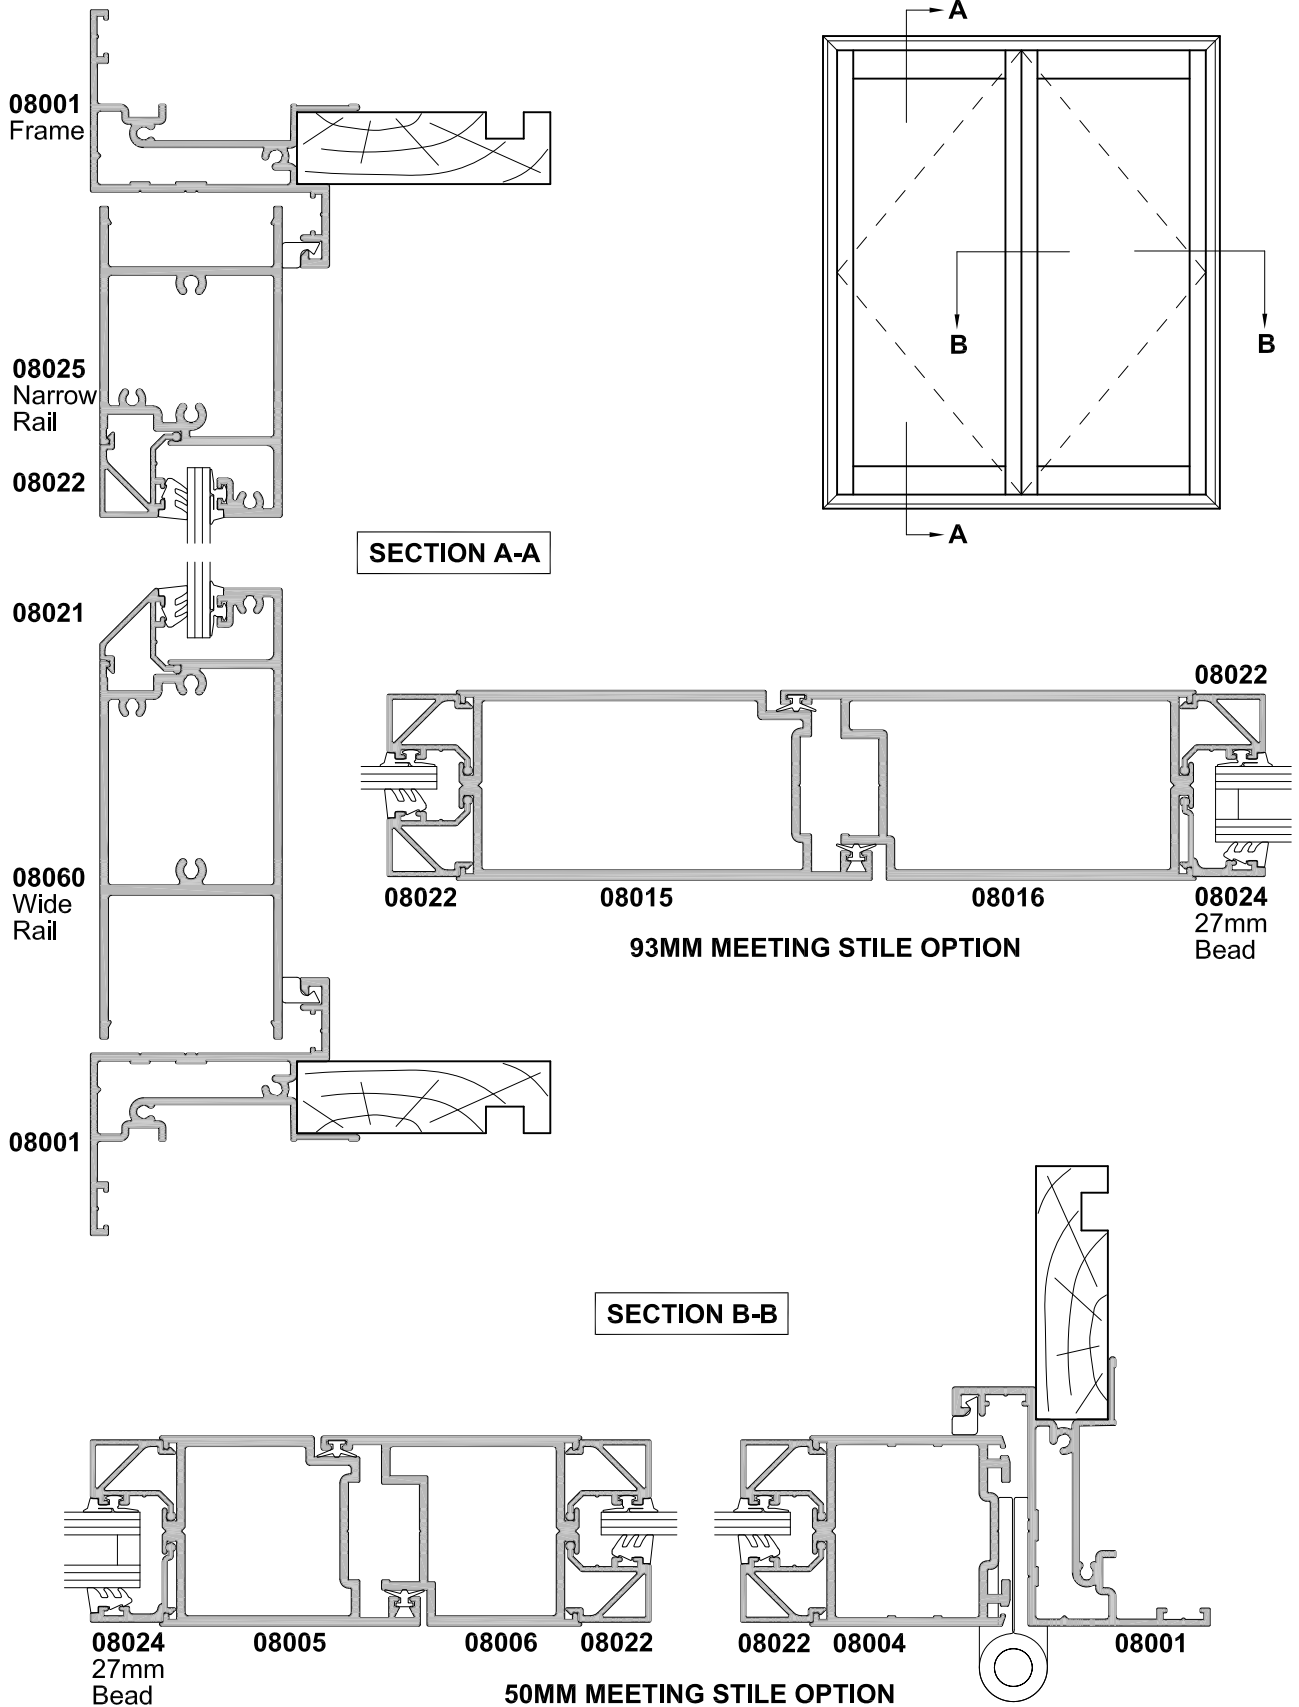 A
08001
Frame
08025
Narrow
Rail
B
B
08022
A
SECTION A-A
08021
08022
08060
Wide
Rail
08022
08015
08016
08024
27mm
Bead
93MM MEETING STILE OPTION
08001
SECTION B-B
08024
27mm
Bead
08005
08006
08022
08022
08004
08001
50MM MEETING STILE OPTION